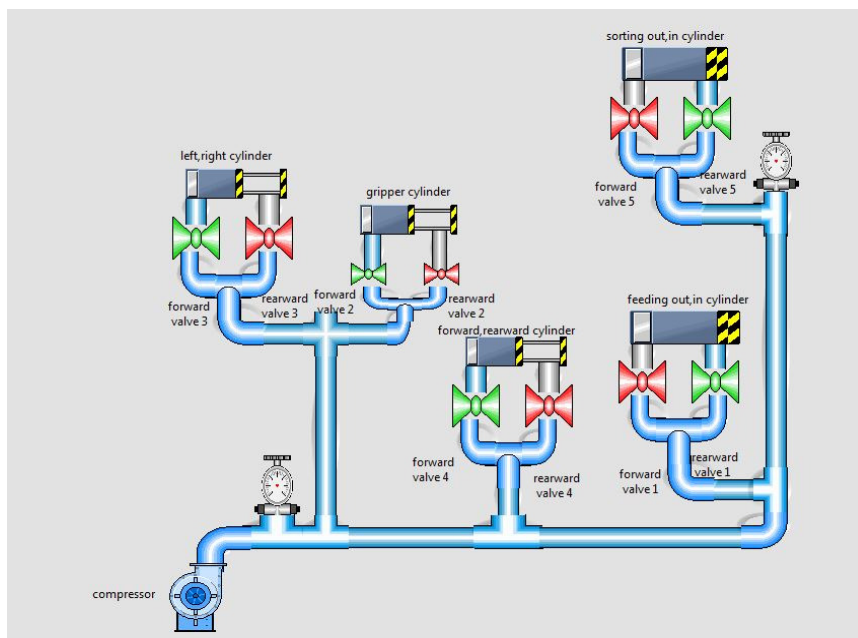 sorting out,in cylinder
left,right cylinder
gripper cylinder
forward
valve 5
rearward
valve 5
forward
valve 3
rearward
valve 3
forward
valve 2
rearward
valve 2
feeding out,in cylinder
forward,rearward cylinder
forward
valve 4
rearward
valve 4
forward
valve 1
rearward
valve 1
compressor